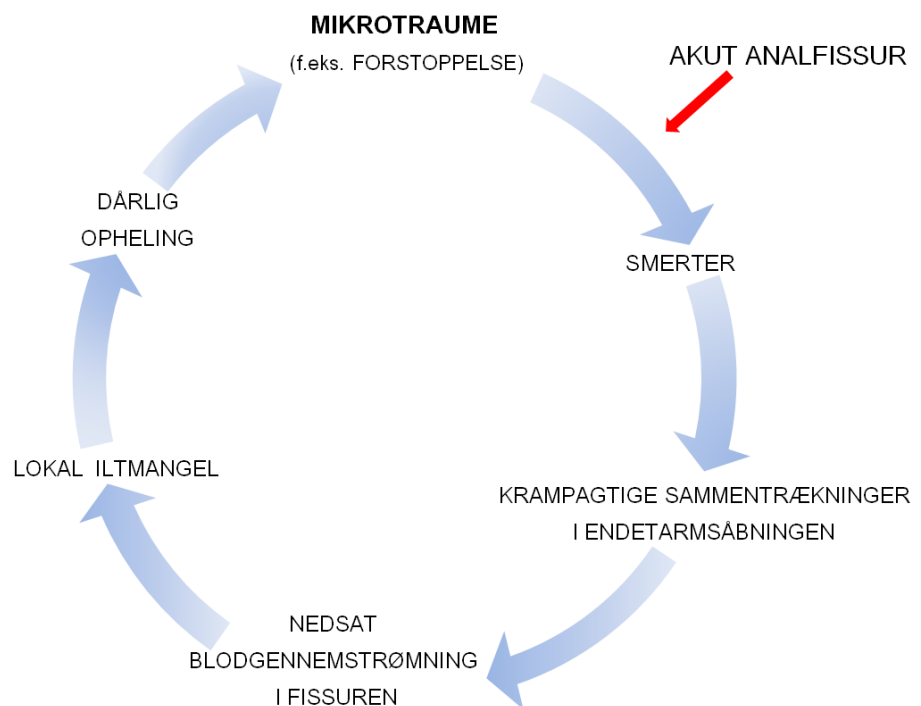 MIKROTRAUME
(f.eks. FORSTOPPELSE)
AKUT ANALFISSUR
SMERTER
KRAMPAGTIGE SAMMENTRÆKNINGER
I ENDETARMSÅBNINGEN
NEDSAT
BLODGENNEMSTRØMNING
I FISSUREN
LOKAL ILTMANGEL
DÅRLIG
OPHELING